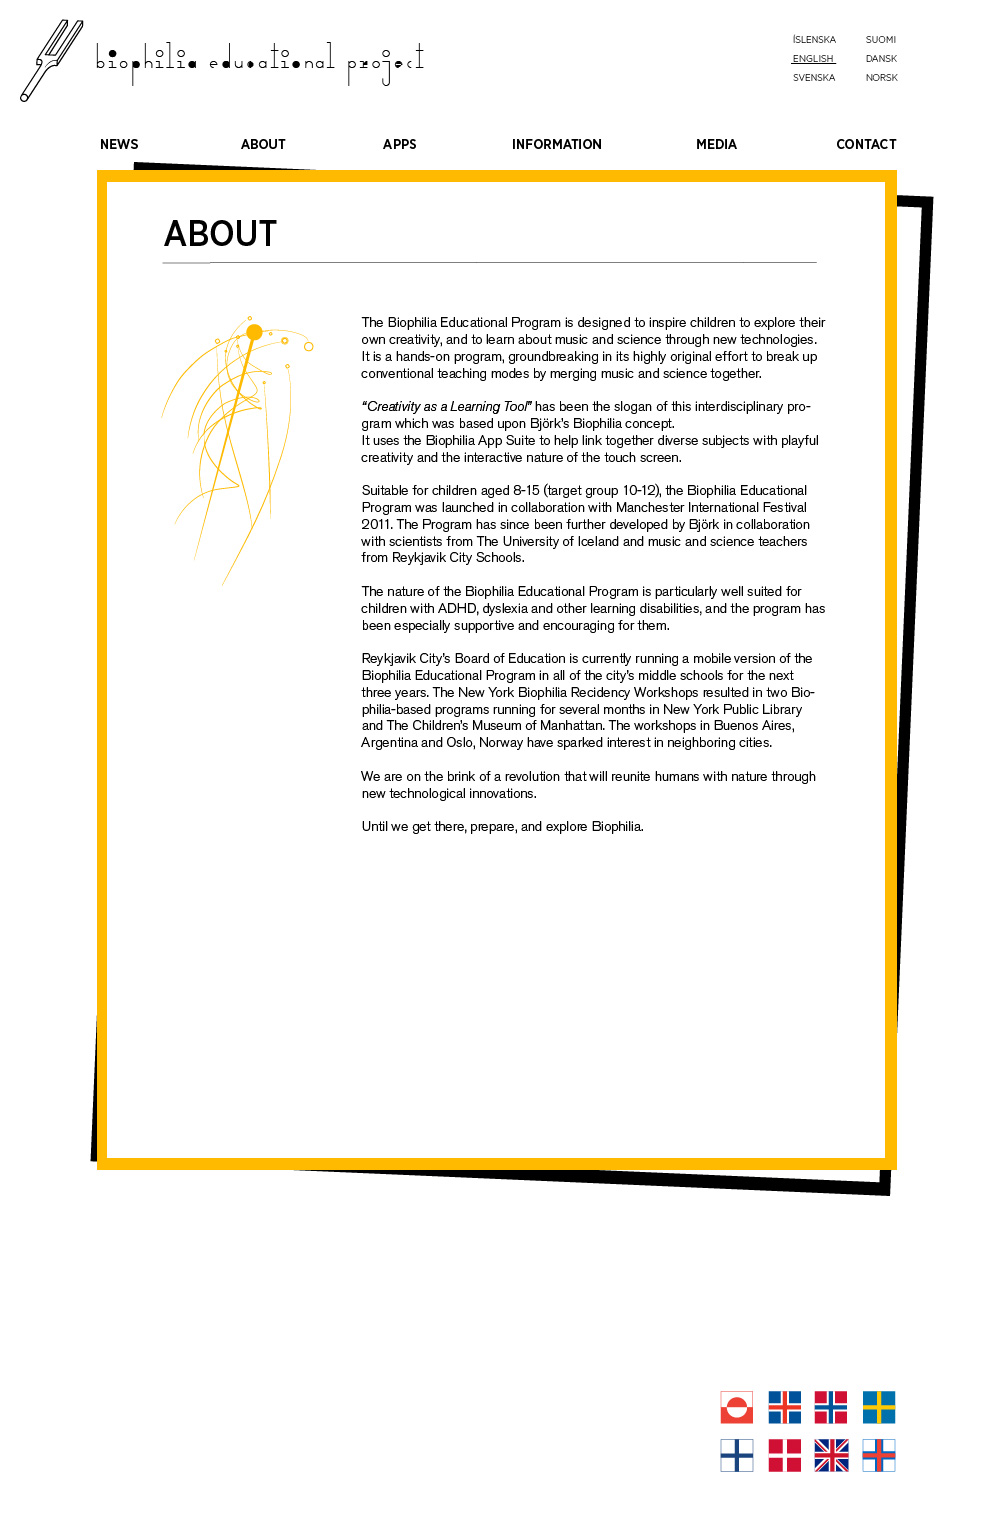 biophilia educational project
ÍSLENSKA SUOMI
ENGLISH DANSK
SVENSKA NORSK
NEWS ABOUT APPS INFORMATION MEDIA CONTACT
ABOUT
The Biophilia Educational Program is designed to inspire children to explore their
own creativity, and to learn about music and science through new technologies.
It is a hands-on program, groundbreaking in its highly original effort to break up
conventional teaching modes by merging music and science together.
“Creativity as a Learning Tool” has been the slogan of this interdisciplinary pro-
gram which was based upon Björk's Biophilia concept.
It uses the Biophilia App Suite to help link together diverse subjects with playful
creativity and the interactive nature of the touch screen.
Suitable for children aged 8-15 (target group 10-12), the Biophilia Educational
Program was launched in collaboration with Manchester International Festival
2011. The Program has since been further developed by Björk in collaboration
with scientists from The University of Iceland and music and science teachers
from Reykjavik City Schools.
The nature of the Biophilia Educational Program is particularly well suited for
children with ADHD, dyslexia and other learning disabilities, and the program has
been especially supportive and encouraging for them.
Reykjavik City's Board of Education is currently running a mobile version of the
Biophilia Educational Program in all of the city's middle schools for the next
three years. The New York Biophilia Recidency Workshops resulted in two Bio-
philia-based programs running for several months in New York Public Library
and The Children's Museum of Manhattan. The workshops in Buenos Aires,
Argentina and Oslo, Norway have sparked interest in neighboring cities.
We are on the brink of a revolution that will reunite humans with nature through
new technological innovations.
Until we get there, prepare, and explore Biophilia.